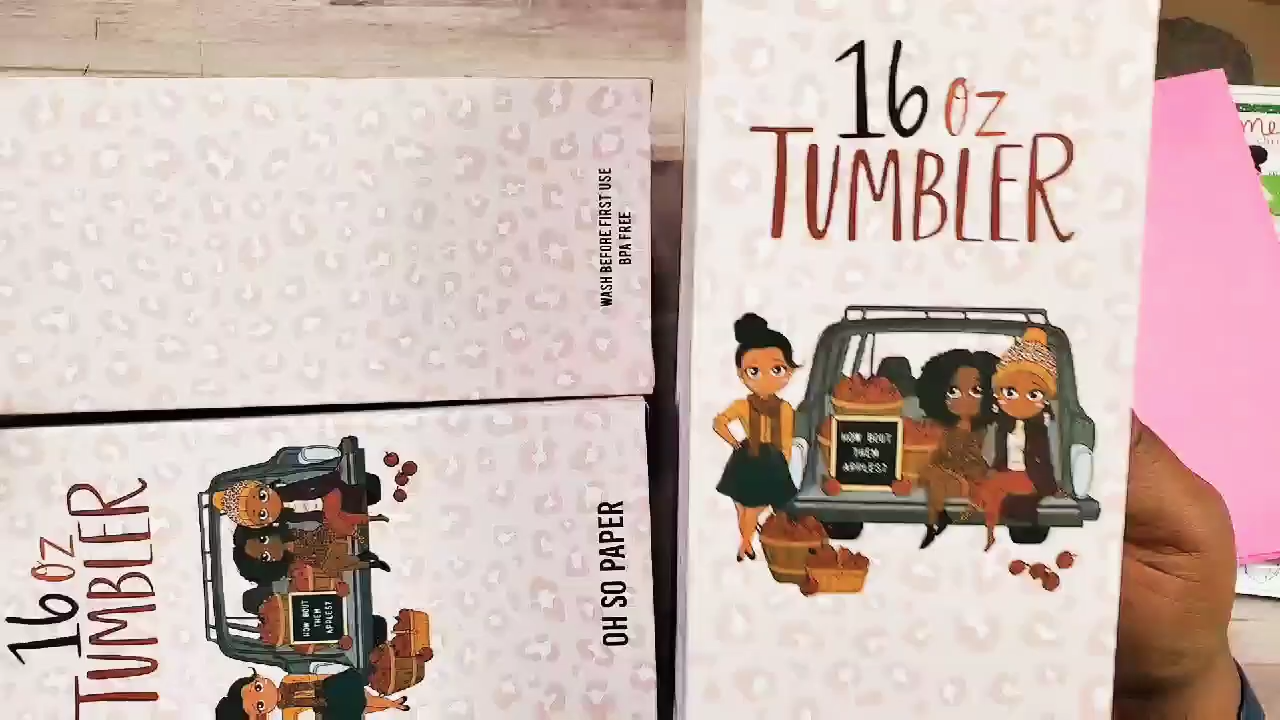 WASH BEFORE FIRST USE
BPA FREE
16 oz
TUMBLER
HOW BOUT
THEM
APPLES?
OH SO PAPER
16 oz
TUMBLER
HOW BOUT
THEM
APPLES?
me